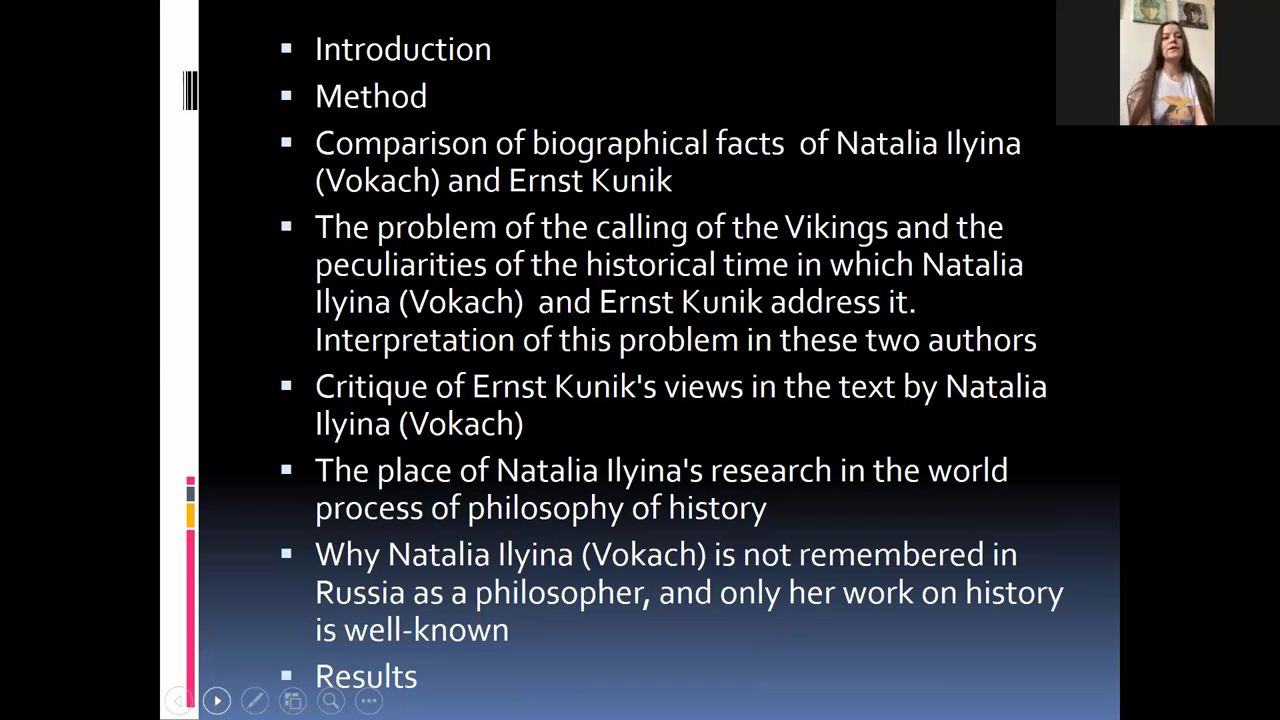 Introduction
Method
Comparison of biographical facts of Natalia Ilyina
(Vokach) and Ernst Kunik
The problem of the calling of the Vikings and the
peculiarities of the historical time in which Natalia
Ilyina (Vokach) and Ernst Kunik address it.
Interpretation of this problem in these two authors
Critique of Ernst Kunik's views in the text by Natalia
Ilyina (Vokach)
The place of Natalia Ilyina's research in the world
process of philosophy of history
Why Natalia Ilyina (Vokach) is not remembered in
Russia as a philosopher, and only her work on history
is well-known
Results